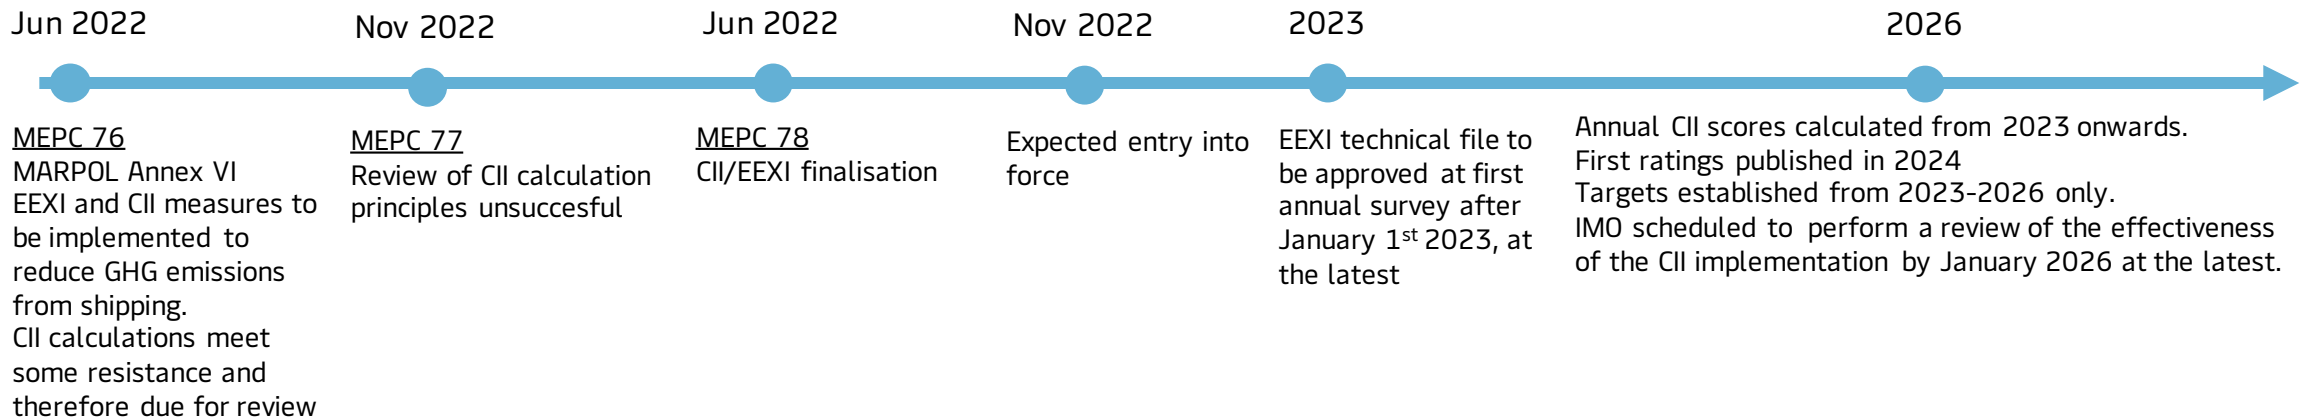 Jun 2022
Nov 2022
Jun 2022
Nov 2022
2023
2026
MEPC 76
MARPOL Annex VI
EEXI and CII measures to
be implemented to
reduce GHG emissions
from shipping.
CII calculations meet
some resistance and
therefore due for review
MEPC 77
Review of CII calculation
principles unsuccesful
MEPC 78
CII/EEXI finalisation
Expected entry into
force
EEXI technical file to
be approved at first
annual survey after
January 1st 2023, at
the latest
Annual CII scores calculated from 2023 onwards.
First ratings published in 2024
Targets established from 2023-2026 only.
IMO scheduled to perform a review of the effectiveness
of the CII implementation by January 2026 at the latest.